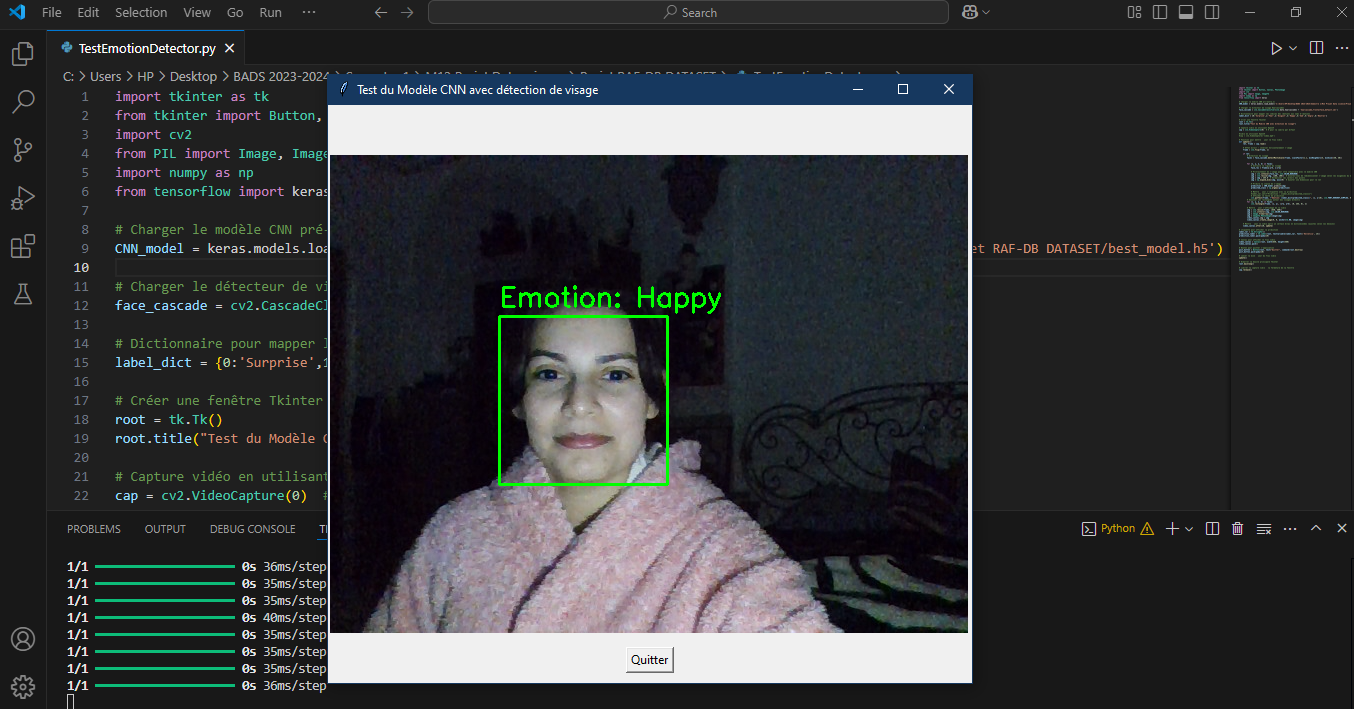 File Edit Selection View Go Run ··· Search
TestEmotionDetector.py
C: > Users > HP > Desktop > BADS 2023-2024
Test du Modèle CNN avec détection de visage
1 import tkinter as tk
2 from tkinter import Button,
3 import cv2
4 from PIL import Image, Image
5 import numpy as np
6 from tensorflow import keras
7
8 # Charger le modèle CNN pré-
9 CNN_model = keras.models.loa et RAF-DB DATASET/best_model.h5')
10
11 # Charger le détecteur de vi
12 face_cascade = cv2.CascadeCl
13
14 # Dictionnaire pour mapper l
15 label_dict = {0:'Surprise',1
16
17 # Créer une fenêtre Tkinter
18 root = tk.Tk()
19 root.title("Test du Modèle C
20
21 # Capture vidéo en utilisant
22 cap = cv2.VideoCapture(0) #
Emotion: Happy
PROBLEMS OUTPUT DEBUG CONSOLE Python
1/1 0s 36ms/step
1/1 0s 35ms/step
1/1 0s 35ms/step
1/1 0s 40ms/step
1/1 0s 35ms/step
1/1 0s 35ms/step
1/1 0s 35ms/step
1/1 0s 36ms/step
Quitter